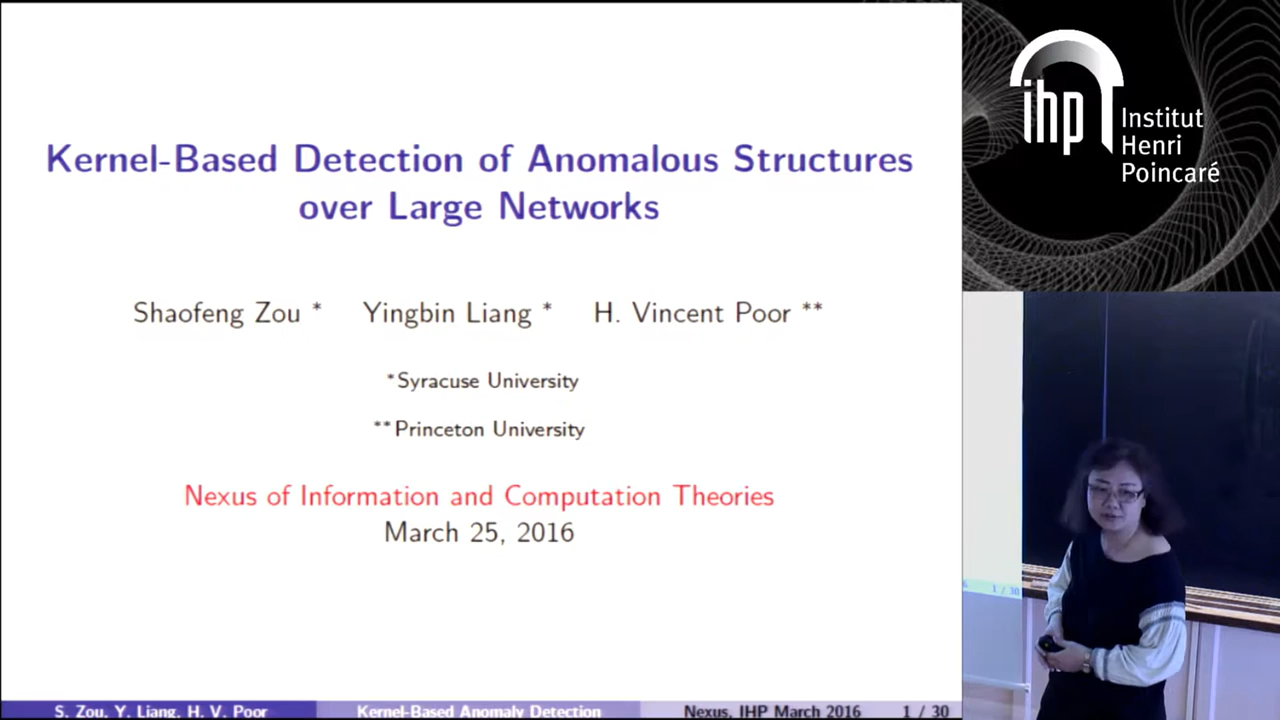 Kernel-Based Detection of Anomalous Structures
over Large Networks
Shaofeng Zou * Yingbin Liang * H. Vincent Poor **
*Syracuse University
**Princeton University
Nexus of Information and Computation Theories
March 25, 2016
S. Zou, Y. Liang, H. V. Poor Kernel-Based Anomaly Detection Nexus, IHP March 2016 1 / 30
ihp
Institut
Henri
Poincaré
1 / 30